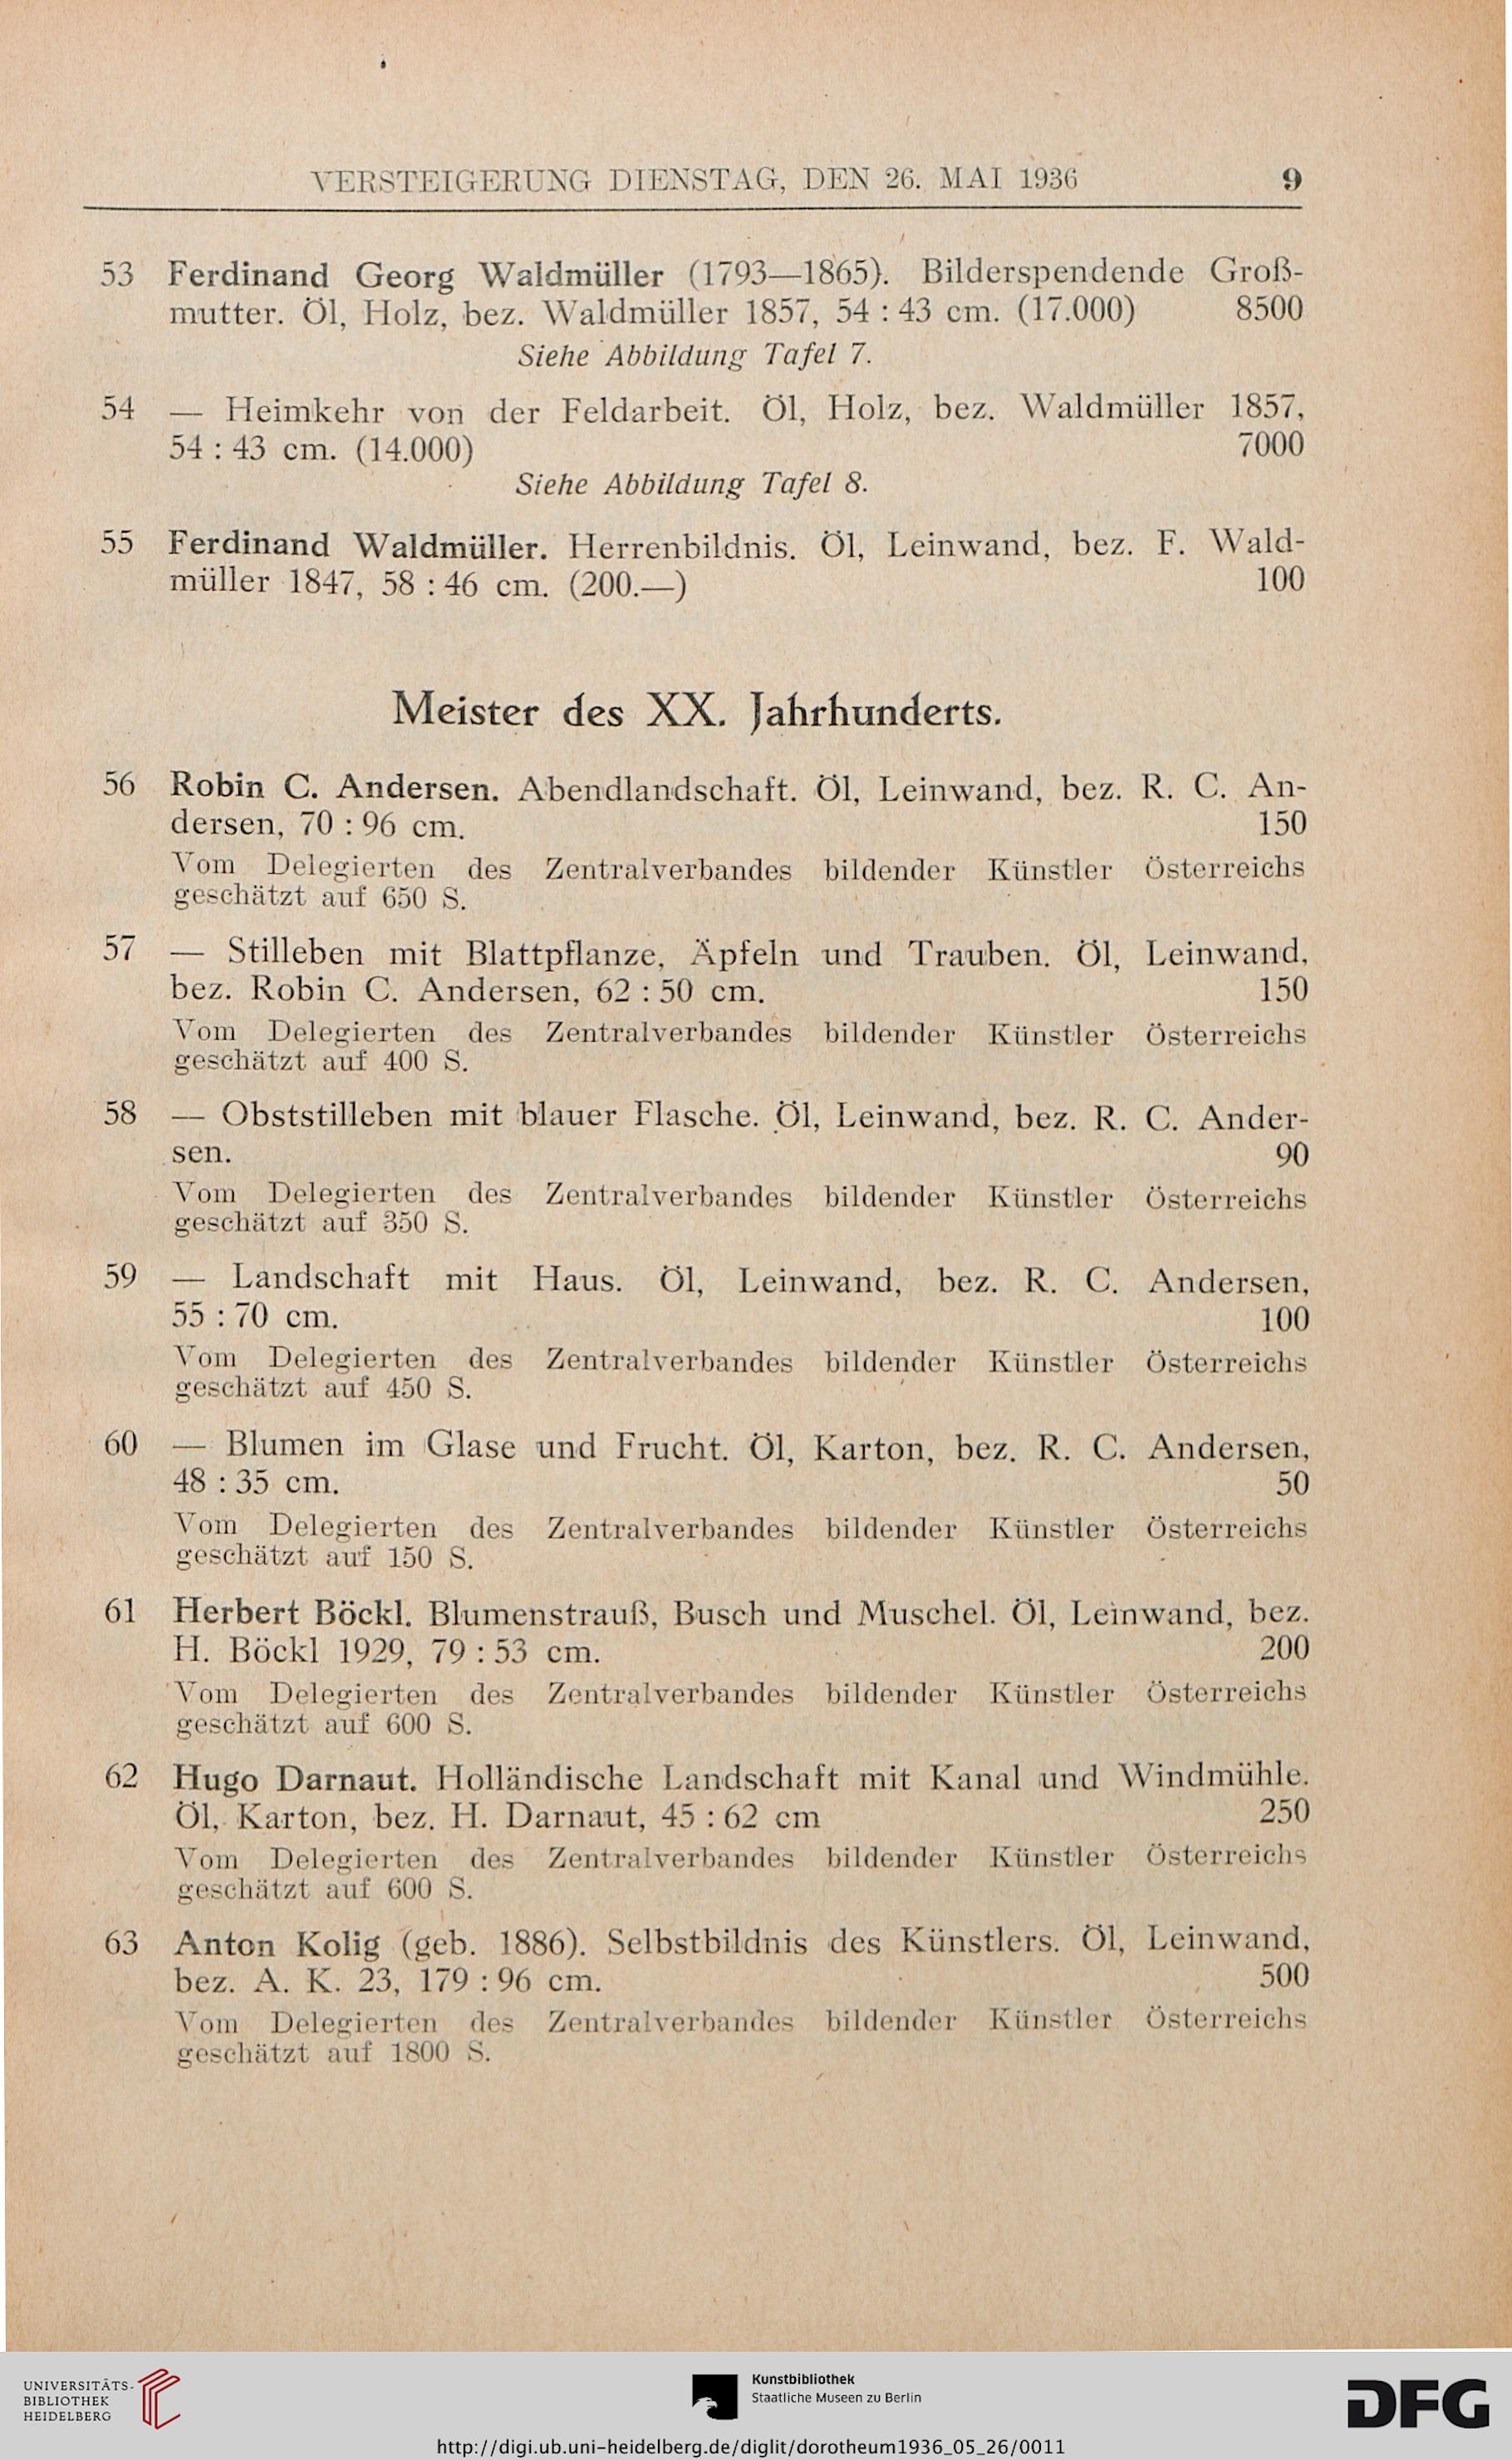 VERSTEIGERUNG DIENSTAG, DEN 26. MAI 1936 9
53 Ferdinand Georg Waldmüller (1793—1865). Bilderspendende Groß-
mutter. Öl, Holz, bez. Waldmüller 1857, 54 : 43 cm. (17.000) 8500
Siehe Abbildung Tafel 7.
54 — Heimkehr von der Feldarbeit. Öl, Holz, bez. Waldmüller 1857,
54 : 43 cm. (14.000) 7000
Siehe Abbildung Tafel 8.
55 Ferdinand Waldmüller. Herrenbildnis. Öl, Leinwand, bez. F. Wald-
müller 1847, 58 : 46 cm. (200.—) 100
Meister des XX. Jahrhunderts.
56 Robin C. Andersen. Abendlandschaft. Öl, Leinwand, bez. R. C. An-
dersen, 70 : 96 cm. 150
Vom Delegierten des Zentralverbandes bildender Künstler Österreichs
geschätzt auf 650 S.
57 — Stilleben mit Blattpflanze, Äpfeln und Trauben. Öl, Leinwand,
bez. Robin C. Andersen, 62 : 50 cm. 150
Vom Delegierten des Zentralverbandes bildender Künstler Österreichs
geschätzt auf 400 S.
58 — Obststilleben mit blauer Flasche. Öl, Leinwand, bez. R. C. Ander-
sen. 90
Vom Delegierten des Zentralverbandes bildender Künstler Österreichs
geschätzt auf 350 S.
59 — Landschaft mit Haus. Öl, Leinwand, bez. R. C. Andersen,
55 : 70 cm. 100
Vom Delegierten des Zentralverbandes bildender Künstler Österreichs
geschätzt auf 450 S.
60 — Blumen im Glase und Frucht. Öl, Karton, bez. R. C. Andersen,
48 : 35 cm. 50
Vom Delegierten des Zentralverbandes bildender Künstler Österreichs
geschätzt auf 150 S.
61 Herbert Böckl. Blumenstrauß, Busch und Muschel. Öl, Leinwand, bez.
H. Böckl 1929, 79 : 53 cm. 200
Vom Delegierten des Zentralverbandes bildender Künstler Österreichs
geschätzt auf 600 S.
62 Hugo Darnaut. Holländische Landschaft mit Kanal und Windmühle.
Öl, Karton, bez. H. Darnaut, 45 : 62 cm 250
Vom Delegierten des Zentralverbandes bildender Künstler Österreichs
geschätzt auf 600 S.
63 Anton Kolig (geb. 1886). Selbstbildnis des Künstlers. Öl, Leinwand,
bez. A. K. 23, 179 : 96 cm. 500
Vom Delegierten des Zentralverbandes bildender Künstler Österreichs
geschätzt auf 1800 S.
UNIVERSITÄTS-
BIBLIOTHEK
HEIDELBERG
Kunstbibliothek
Staatliche Museen zu Berlin
DFG
http://digi.ub.uni-heidelberg.de/diglit/dorotheum1936_05_26/0011